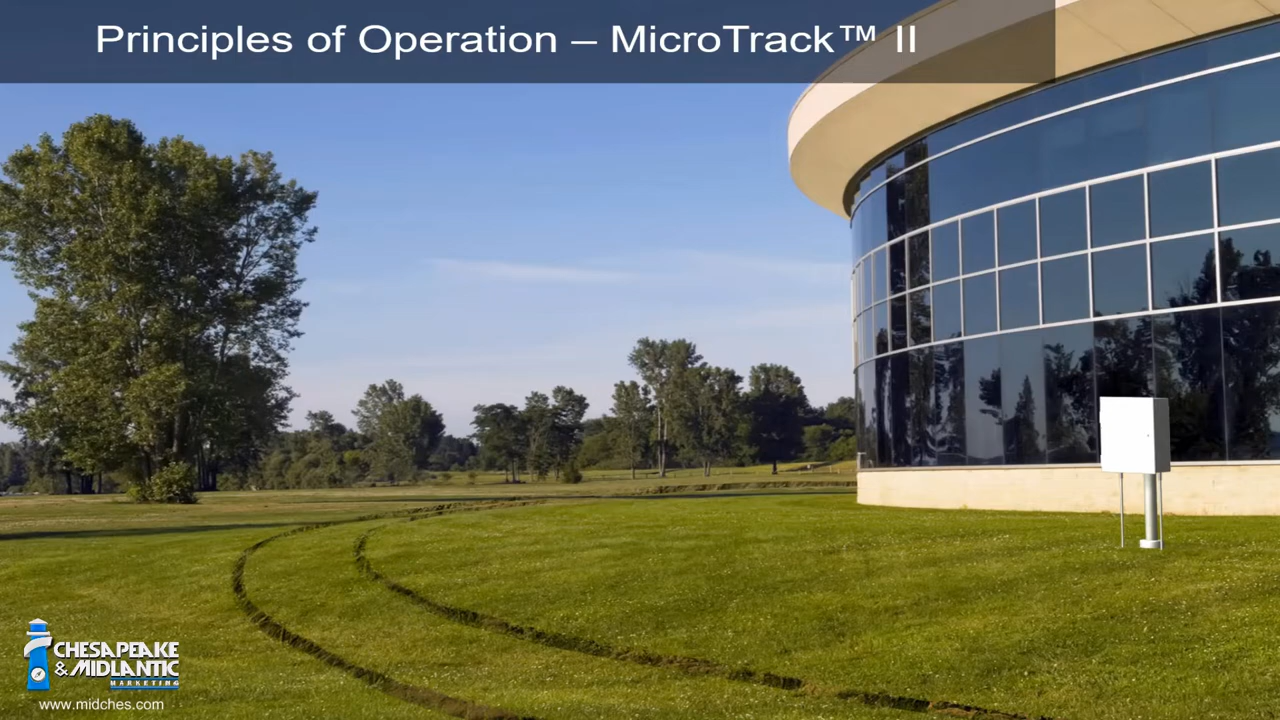 Principles of Operation – MicroTrack™ II
CHESAPEAKE
& MIDLANTIC
MARKETING
www.midches.com